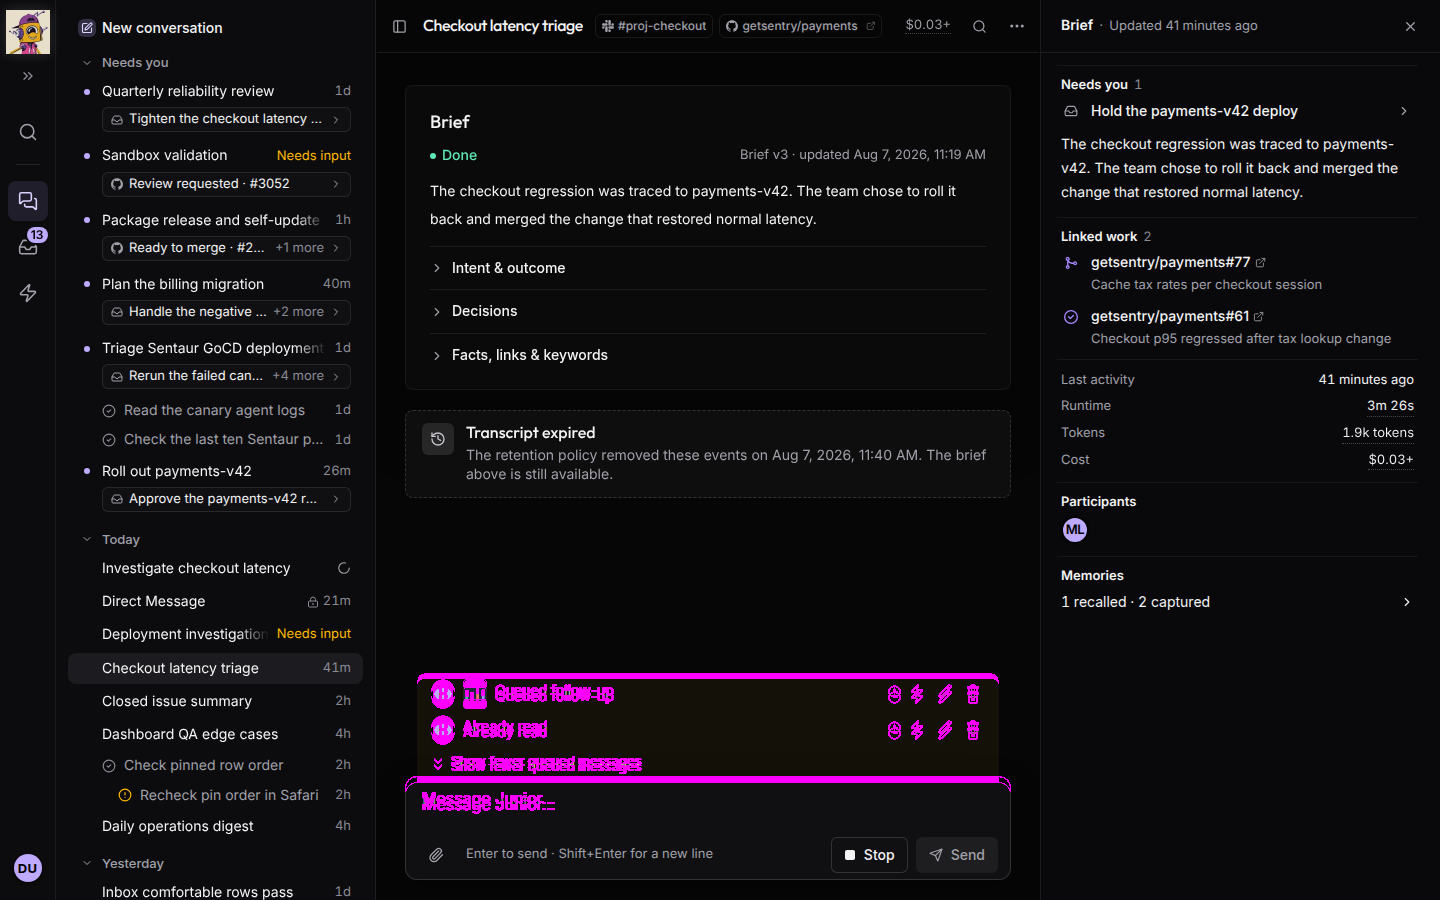 New conversation
Needs you
Quarterly reliability review 1d
Tighten the checkout latency ...
Sandbox validation Needs input
Review requested · #3052
Package release and self-update 1h
Ready to merge · #2... +1 more
13
Plan the billing migration 40m
Handle the negative ... +2 more
Triage Sentaur GoCD deployment 1d
Rerun the failed can... +4 more
Read the canary agent logs 1d
Check the last ten Sentaur p... 1d
Roll out payments-v42 26m
Approve the payments-v42 r...
Today
Investigate checkout latency
Direct Message 21m
Deployment investigation Needs input
Checkout latency triage 41m
Closed issue summary 2h
Dashboard QA edge cases 4h
Check pinned row order 2h
Recheck pin order in Safari 2h
Daily operations digest 4h
Yesterday
Inbox comfortable rows pass 1d
DU
Checkout latency triage #proj-checkout getsentry/payments $0.03+
Brief
Done Brief v3 · updated Aug 7, 2026, 11:19 AM
The checkout regression was traced to payments-v42. The team chose to roll it
back and merged the change that restored normal latency.
Intent & outcome
Decisions
Facts, links & keywords
Transcript expired
The retention policy removed these events on Aug 7, 2026, 11:40 AM. The brief
above is still available.
Queued follow-up
Already read
Show fewer queued messages
Message Junior...
Enter to send · Shift+Enter for a new line Stop Send
Brief · Updated 41 minutes ago
Needs you 1
Hold the payments-v42 deploy
The checkout regression was traced to payments-
v42. The team chose to roll it back and merged the
change that restored normal latency.
Linked work 2
getsentry/payments#77
Cache tax rates per checkout session
getsentry/payments#61
Checkout p95 regressed after tax lookup change
Last activity 41 minutes ago
Runtime 3m 26s
Tokens 1.9k tokens
Cost $0.03+
Participants
ML
Memories
1 recalled · 2 captured